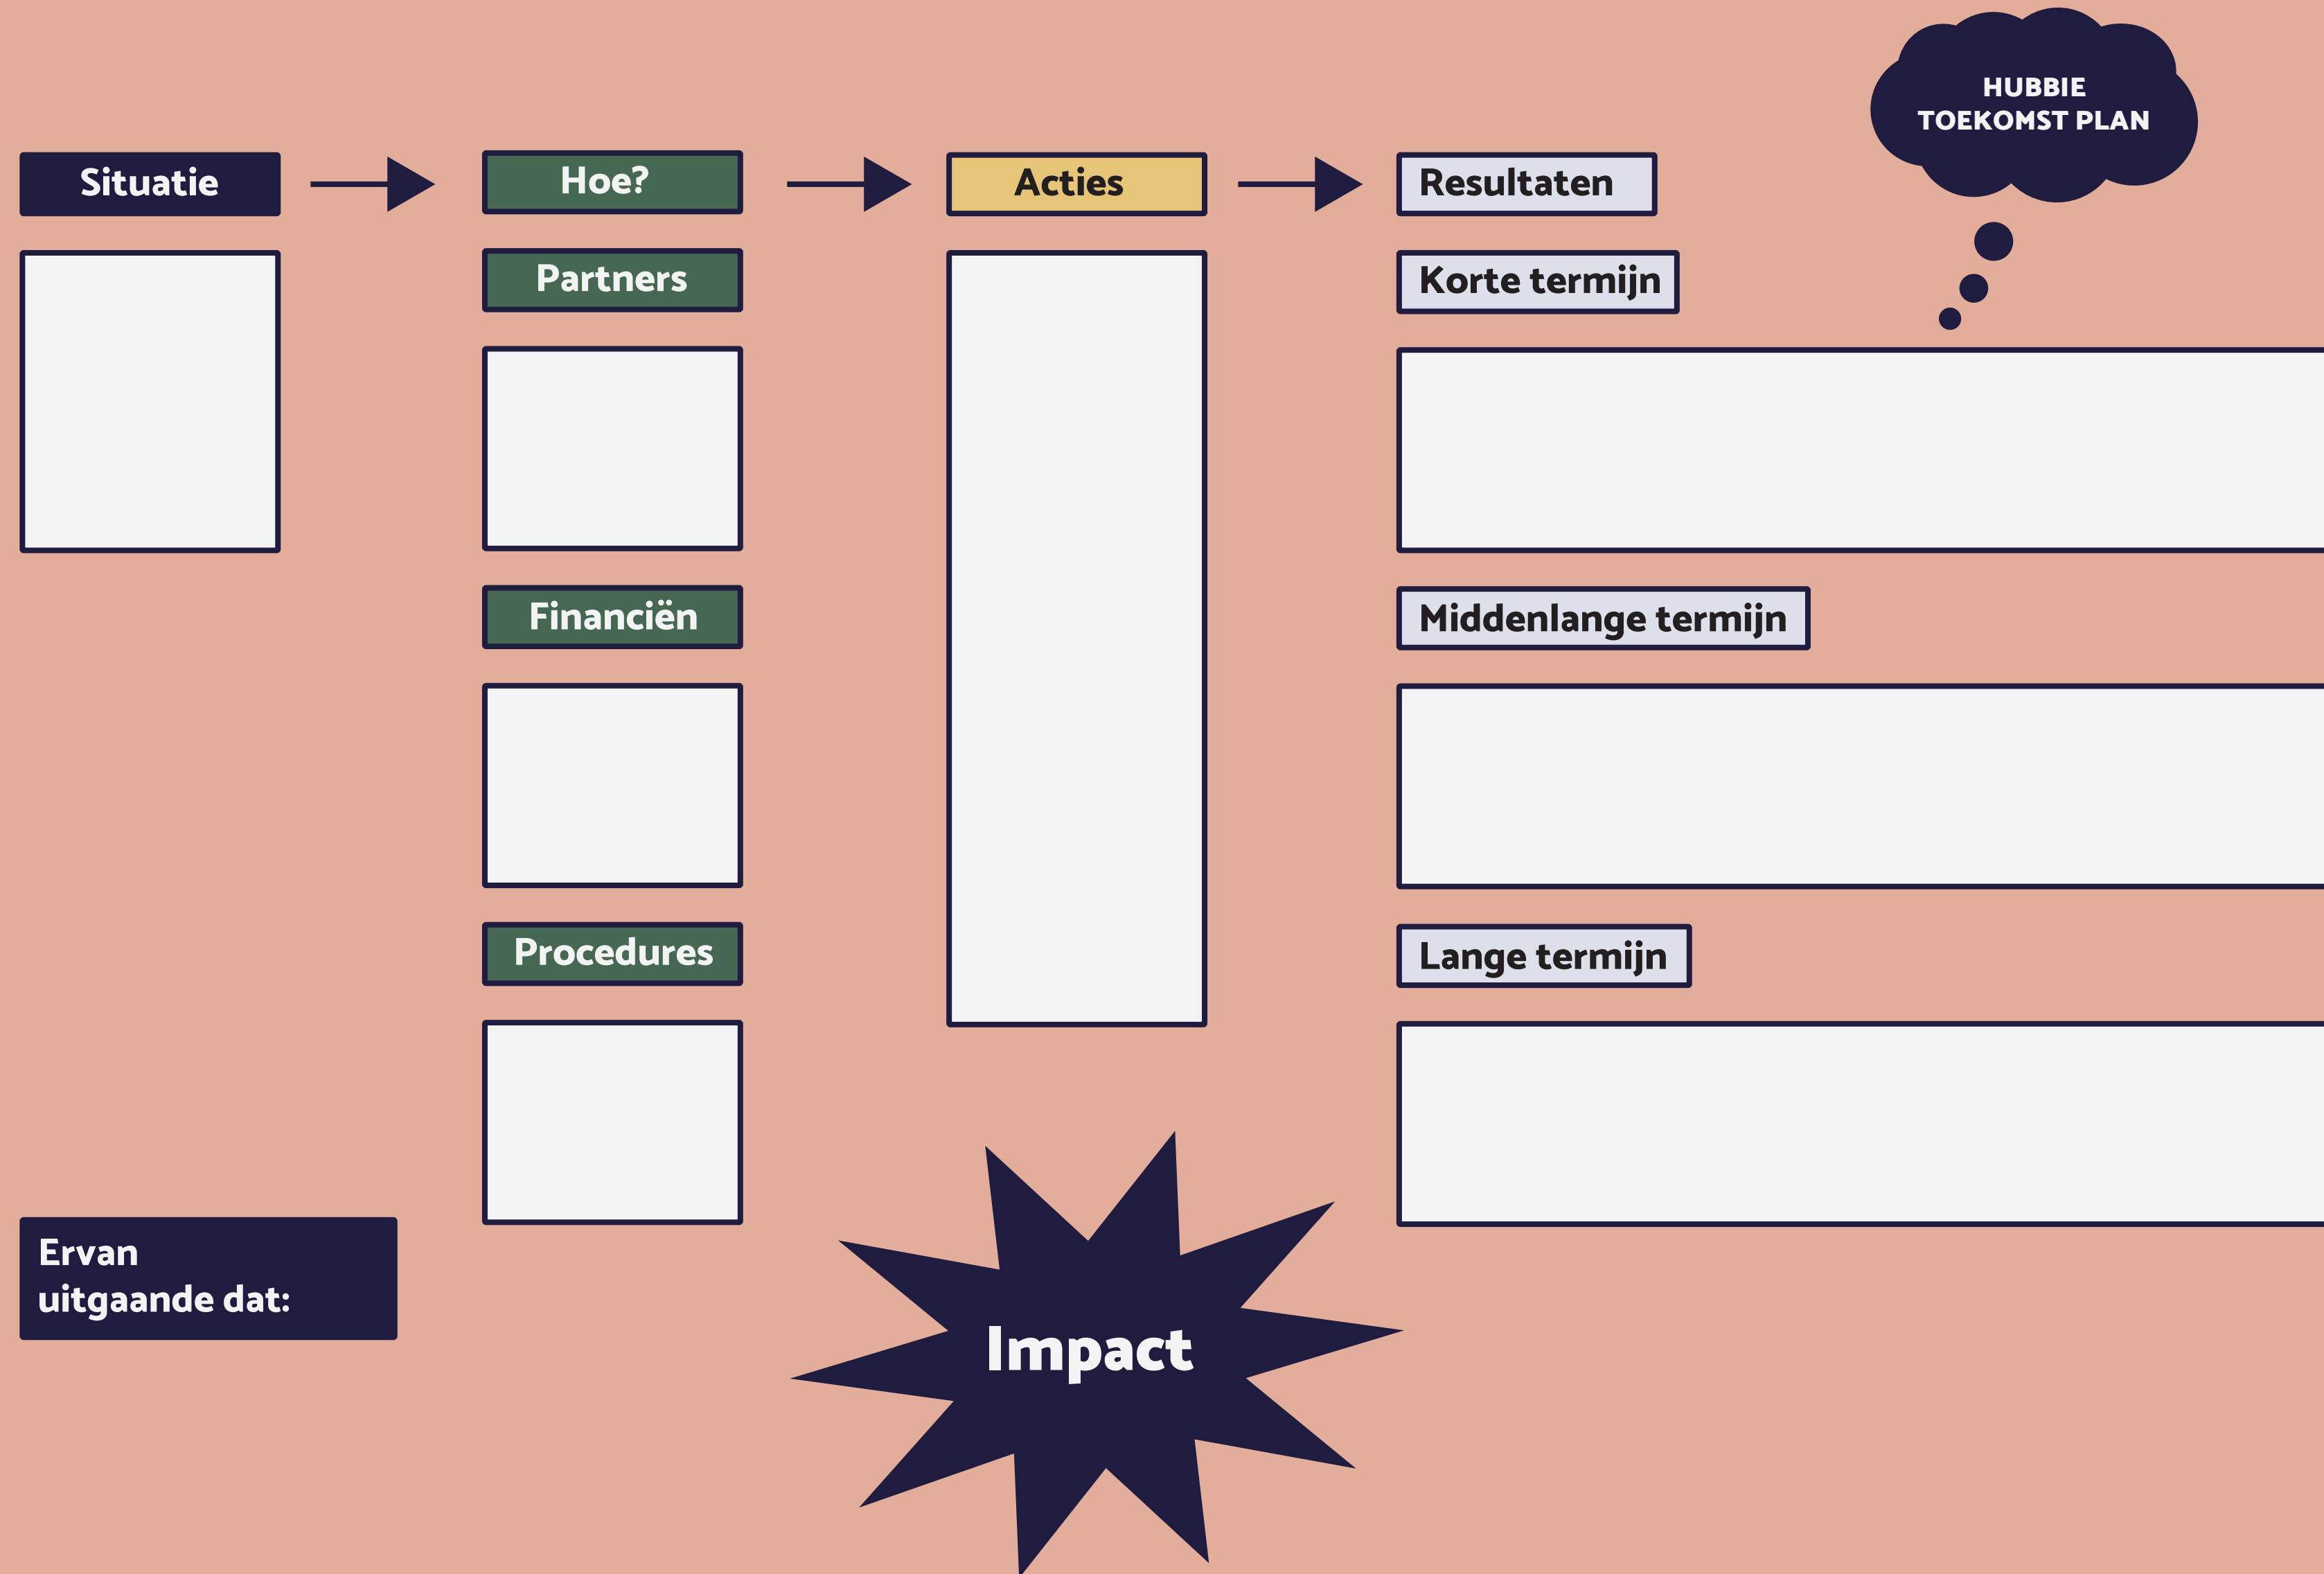 HUBBIE
TOEKOMST PLAN
Situatie
Hoe?
Acties
Resultaten
Partners
Korte termijn
Financiën
Middenlange termijn
Procedures
Lange termijn
Ervan
uitgaande dat:
Impact